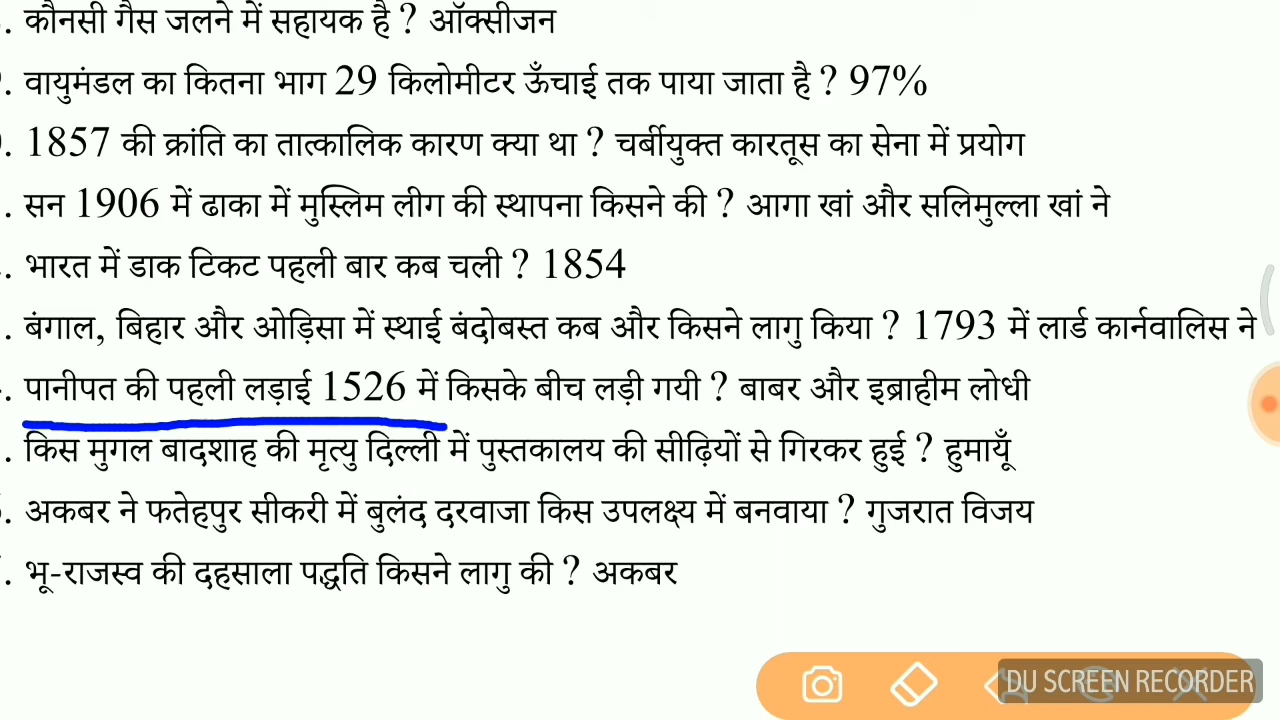 . कौनसी गैस जलने में सहायक है ? ऑक्सीजन
. वायुमंडल का कितना भाग 29 किलोमीटर ऊँचाई तक पाया जाता है ? 97%
. 1857 की क्रांति का तात्कालिक कारण क्या था ? चर्बीयुक्त कारतूस का सेना में प्रयोग
. सन 1906 में ढाका में मुस्लिम लीग की स्थापना किसने की ? आगा खां और सलिमुल्ला खां ने
. भारत में डाक टिकट पहली बार कब चली ? 1854
. बंगाल, बिहार और ओड़िसा में स्थाई बंदोबस्त कब और किसने लागु किया ? 1793 में लार्ड कार्नवालिस ने
. पानीपत की पहली लड़ाई 1526 में किसके बीच लड़ी गयी ? बाबर और इब्राहीम लोधी
. किस मुगल बादशाह की मृत्यु दिल्ली में पुस्तकालय की सीढ़ियों से गिरकर हुई ? हुमायूँ
. अकबर ने फतेहपुर सीकरी में बुलंद दरवाजा किस उपलक्ष्य में बनवाया ? गुजरात विजय
. भू-राजस्व की दहसाला पद्धति किसने लागु की ? अकबर
DU SCREEN RECORDER